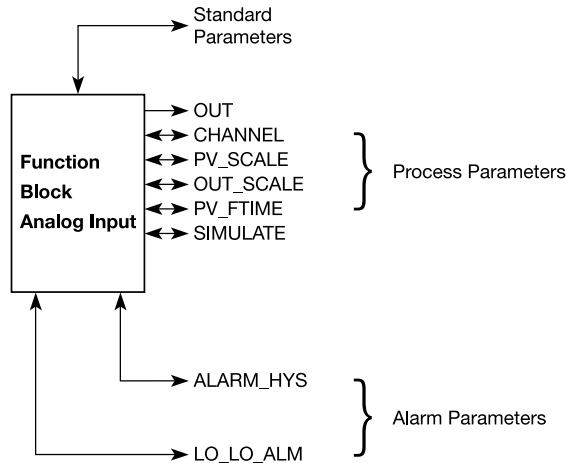 Standard
Parameters
OUT
CHANNEL
PV_SCALE
OUT_SCALE
PV_FTIME
SIMULATE
Function
Block
Analog Input
Process Parameters
ALARM_HYS
LO_LO_ALM
Alarm Parameters